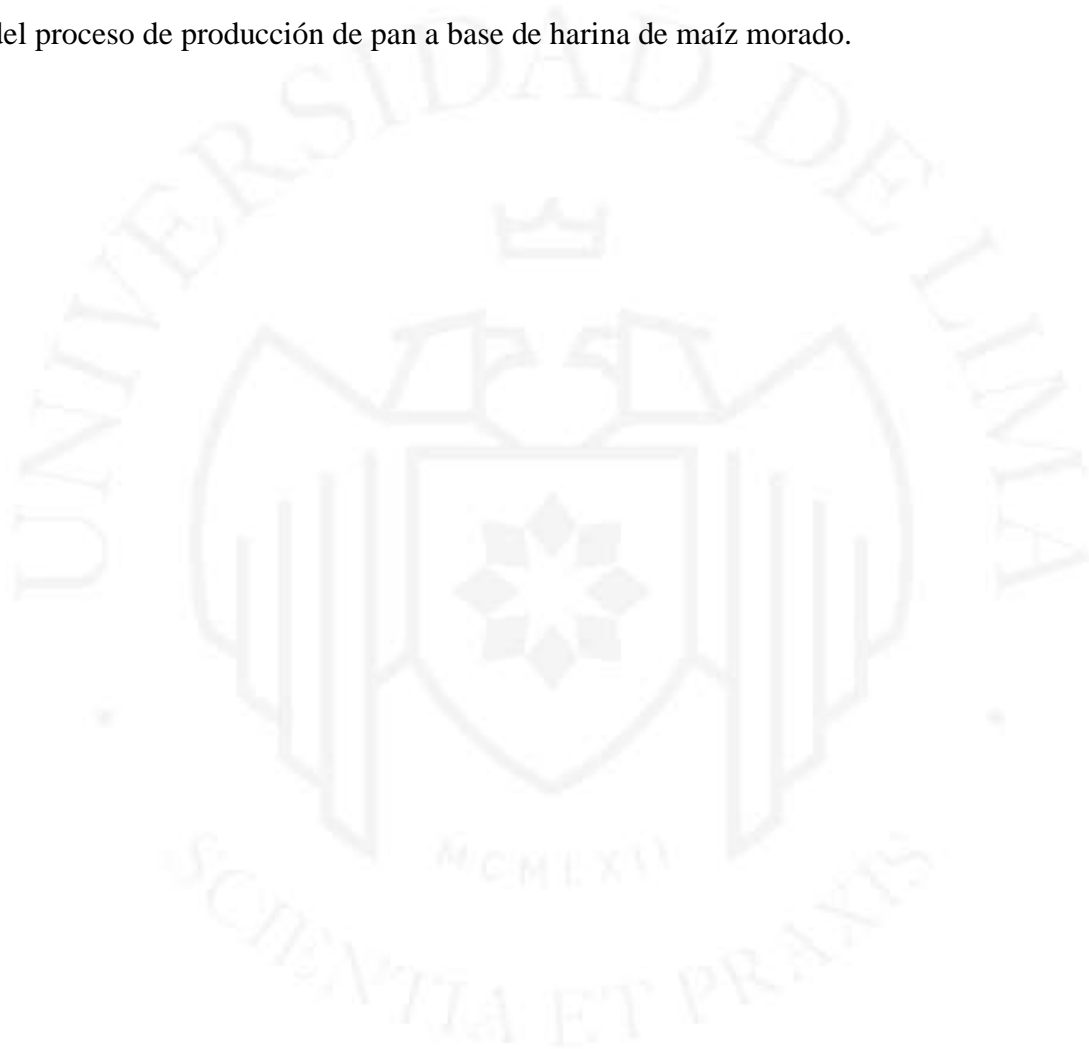 del proceso de producción de pan a base de harina de maíz morado.
UNIVERSIDAD DE LIMA
MCMLXII
SCIENTIA ET PRAXIS